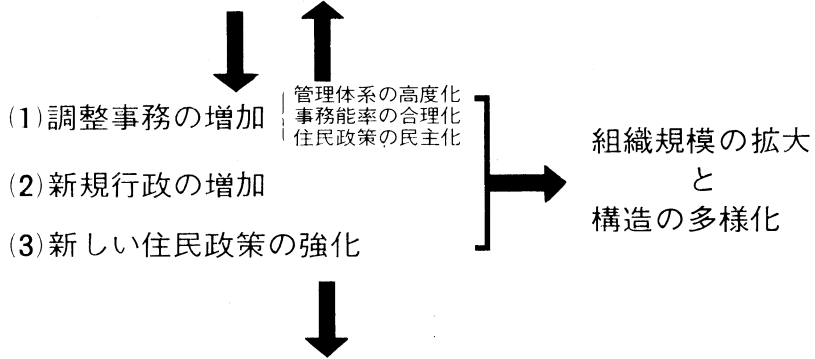 (1)調整事務の増加
管理体系の高度化
事務能率の合理化
住民政策の民主化
(2)新規行政の増加
(3)新しい住民政策の強化
組織規模の拡大
と
構造の多様化